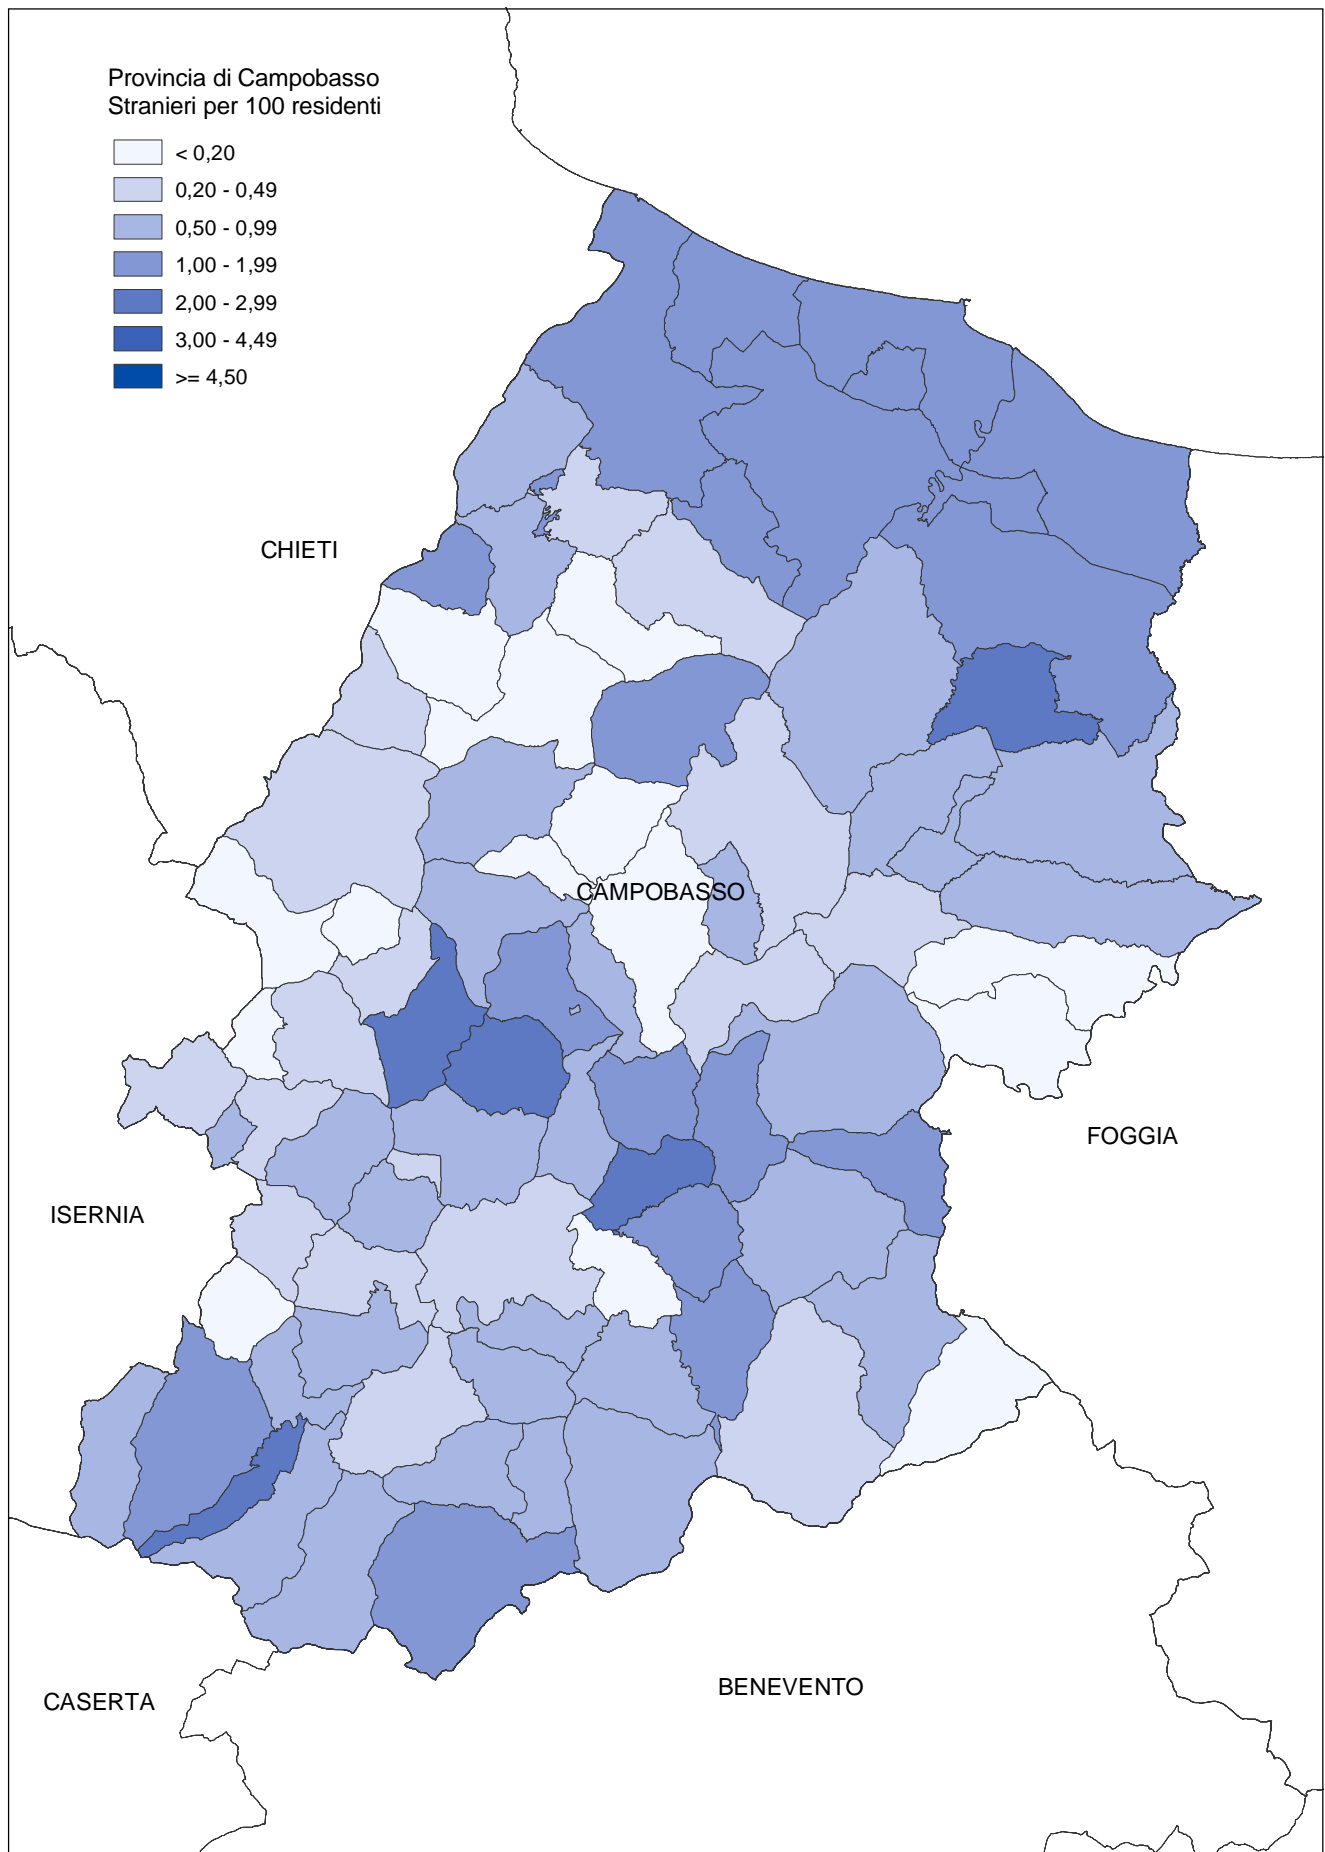 Provincia di Campobasso
Stranieri per 100 residenti
< 0,20
0,20 - 0,49
0,50 - 0,99
1,00 - 1,99
2,00 - 2,99
3,00 - 4,49
>= 4,50
CHIETI
CAMPOBASSO
FOGGIA
ISERNIA
BENEVENTO
CASERTA